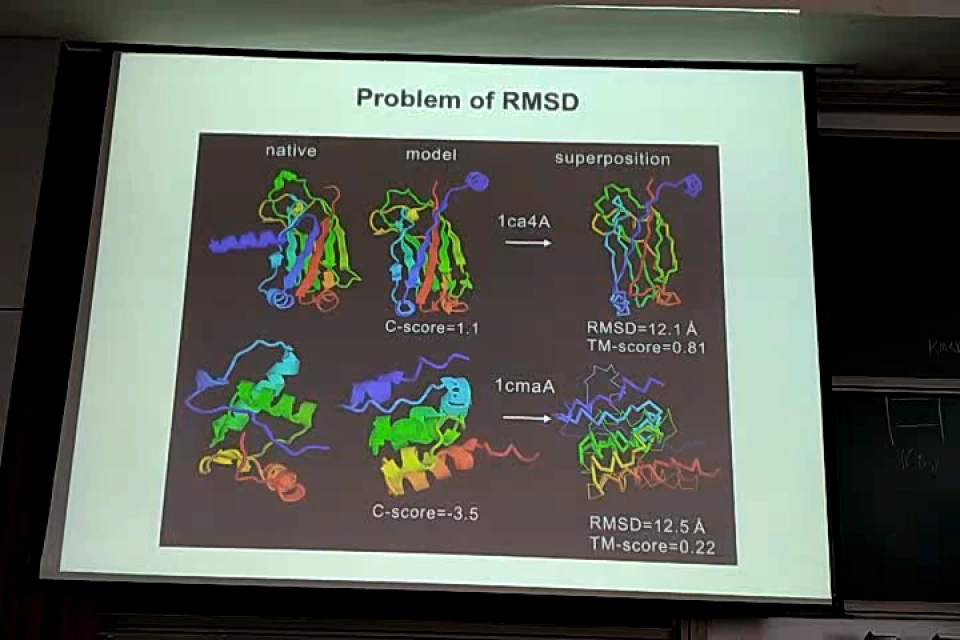 Problem of RMSD
native model superposition
1ca4A
C-score=1.1
RMSD=12.1 Å
TM-score=0.81
1cmaA
C-score=-3.5
RMSD=12.5 Å
TM-score=0.22